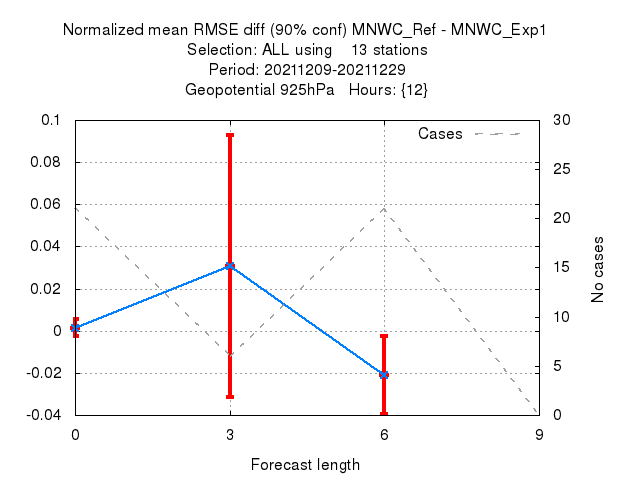 Normalized mean RMSE diff (90% conf) MNWC_Ref - MNWC_Exp1
Selection: ALL using    13 stations
Period: 20211209-20211229
Geopotential 925hPa   Hours: {12}
Cases
0.1
0.08
0.06
0.04
0.02
0
-0.02
-0.04
30
25
20
15
10
5
0
No cases
0 3 6 9
Forecast length